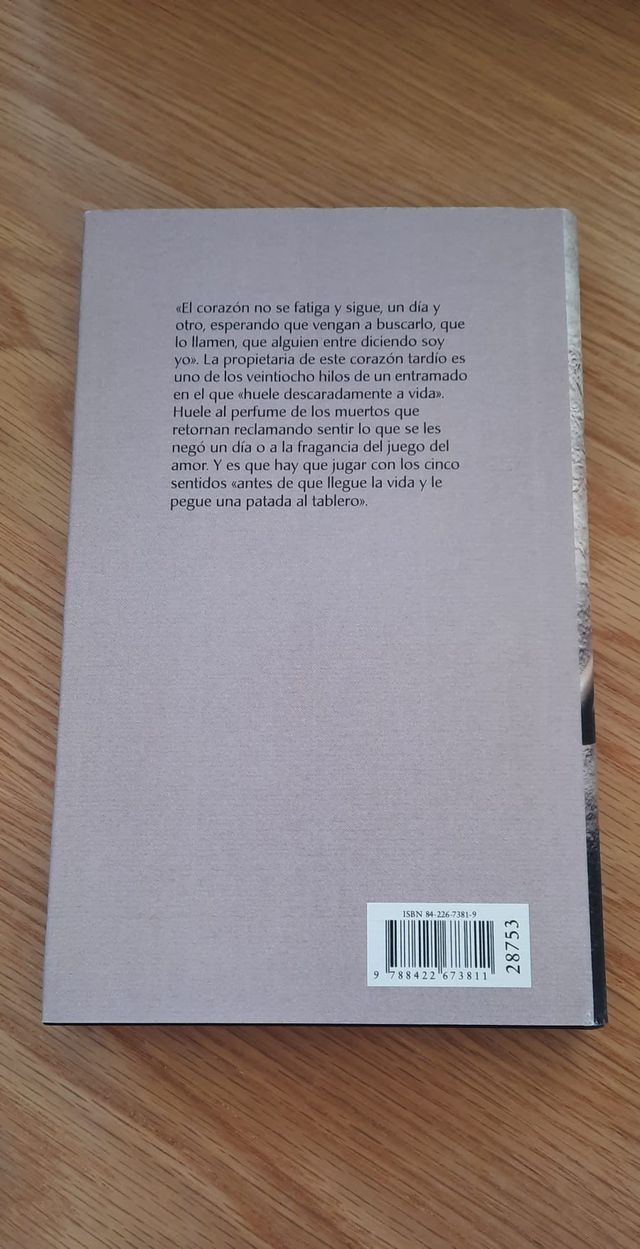 «El corazón no se fatiga y sigue, un día y
otro, esperando que vengan a buscarlo, que
lo llamen, que alguien entre diciendo soy
yo». La propietaria de este corazón tardío es
uno de los veintiocho hilos de un entramado
en el que «huele descaradamente a vida».
Huele al perfume de los muertos que
retornan reclamando sentir lo que se les
negó un día o a la fragancia del juego del
amor. Y es que hay que jugar con los cinco
sentidos «antes de que llegue la vida y le
pegue una patada al tablero».
ISBN 84-226-7381-9
9 788422 673811
28753